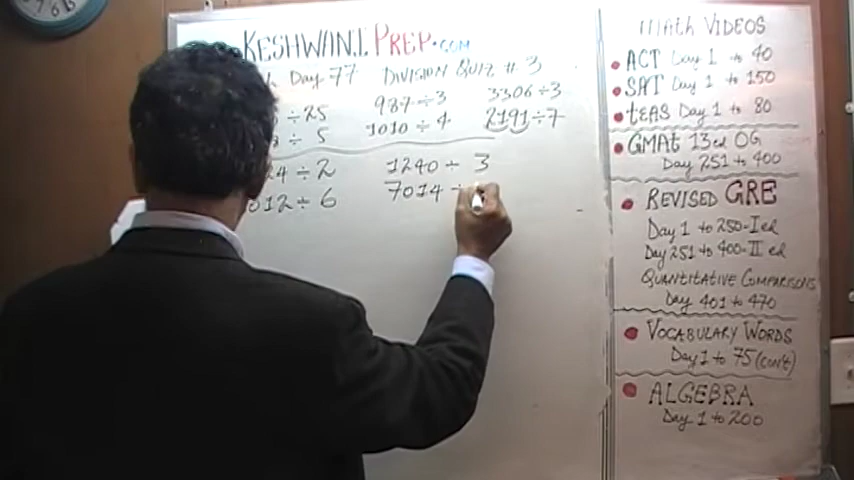 KESHWANI PREP.COM
Day 77 DIVISION QUIZ # 3
÷25 987÷3 3306÷3
÷ 5 1010 ÷ 4 2191÷7
24 ÷ 2 1240 ÷ 3
012 ÷ 6 7014 ÷
Math VIDEOS
ACT Day 1 to 40
SAT Day 1 to 150
tEAS Day 1 to 80
GMAt 13ed OG
Day 251 to 400
REVISED GRE
Day 1 to 250-I ed
Day 251 to 400-II ed
QUANTITATIVE COMPARISONS
Day 401 to 470
VOCABULARY WORDS
Day 1 to 75 (cont)
ALGEBRA
Day 1 to 200